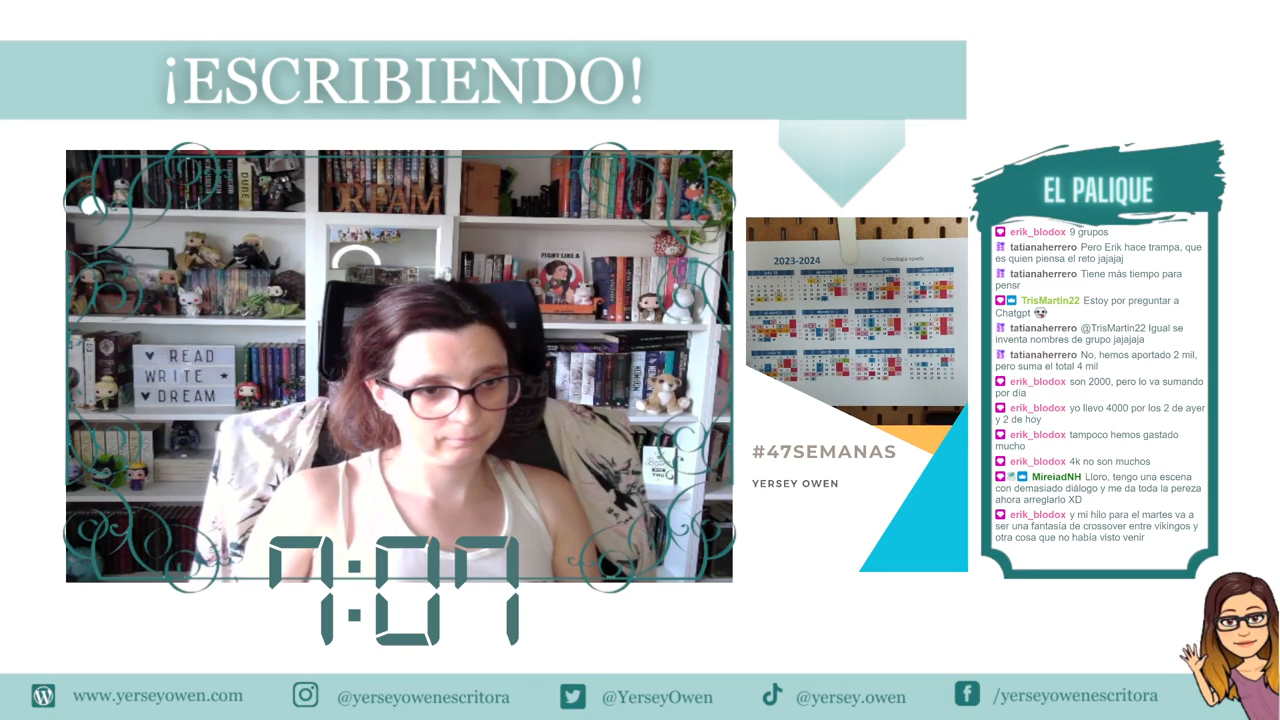 ¡ESCRIBIENDO!
DUNE
DREAM
FIGHT LIKE A
READ
WRITE
DREAM
YOU
7:07
2023-2024
Cronología novela
#47SEMANAS
YERSEY OWEN
EL PALIQUE
erik_blodox 9 grupos
tatianaherrero Pero Erik hace trampa, que
es quien piensa el reto jajajaj
tatianaherrero Tiene más tiempo para
pensr
TrisMartin22 Estoy por preguntar a
Chatgpt
tatianaherrero @TrisMartin22 Igual se
inventa nombres de grupo jajajaja
tatianaherrero No, hemos aportado 2 mil,
pero suma el total 4 mil
erik_blodox son 2000, pero lo va sumando
por dia
erik_blodox yo llevo 4000 por los 2 de ayer
y 2 de hoy
erik_blodox tampoco hemos gastado
mucho
erik_blodox 4k no son muchos
MireiadNH Lloro, tengo una escena
con demasiado diálogo y me da toda la pereza
ahora arreglarlo XD
erik_blodox y mi hilo para el martes va a
ser una fantasía de crossover entre vikingos y
otra cosa que no había visto venir
www.yerseyowen.com
@yerseyowenescritora
@YerseyOwen
@yersey.owen
/yerseyowenescritora